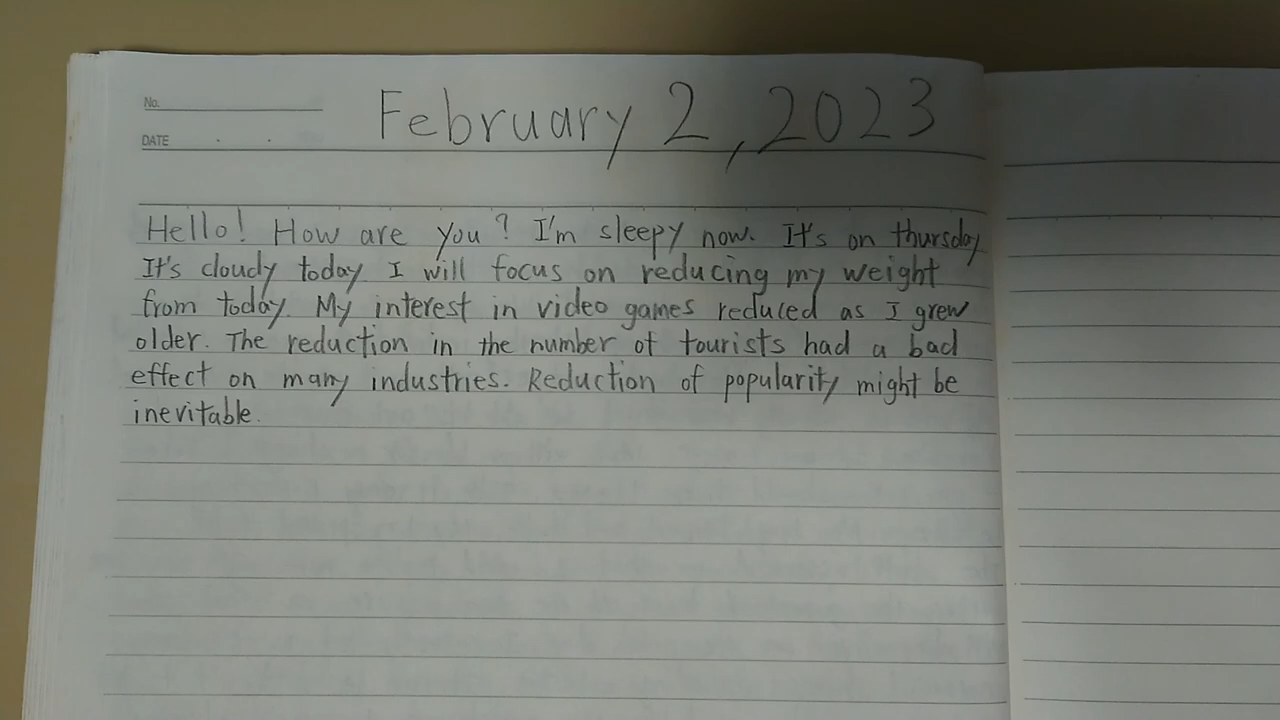 No.
February 2, 2023
DATE
Hello! How are you? I'm sleepy now. It's on thursday
It's cloudy today. I will focus on reducing my weight
from today. My interest in video games reduced as I grew
older. The reduction in the number of tourists had a bad
effect on many industries. Reduction of popularity might be
inevitable.